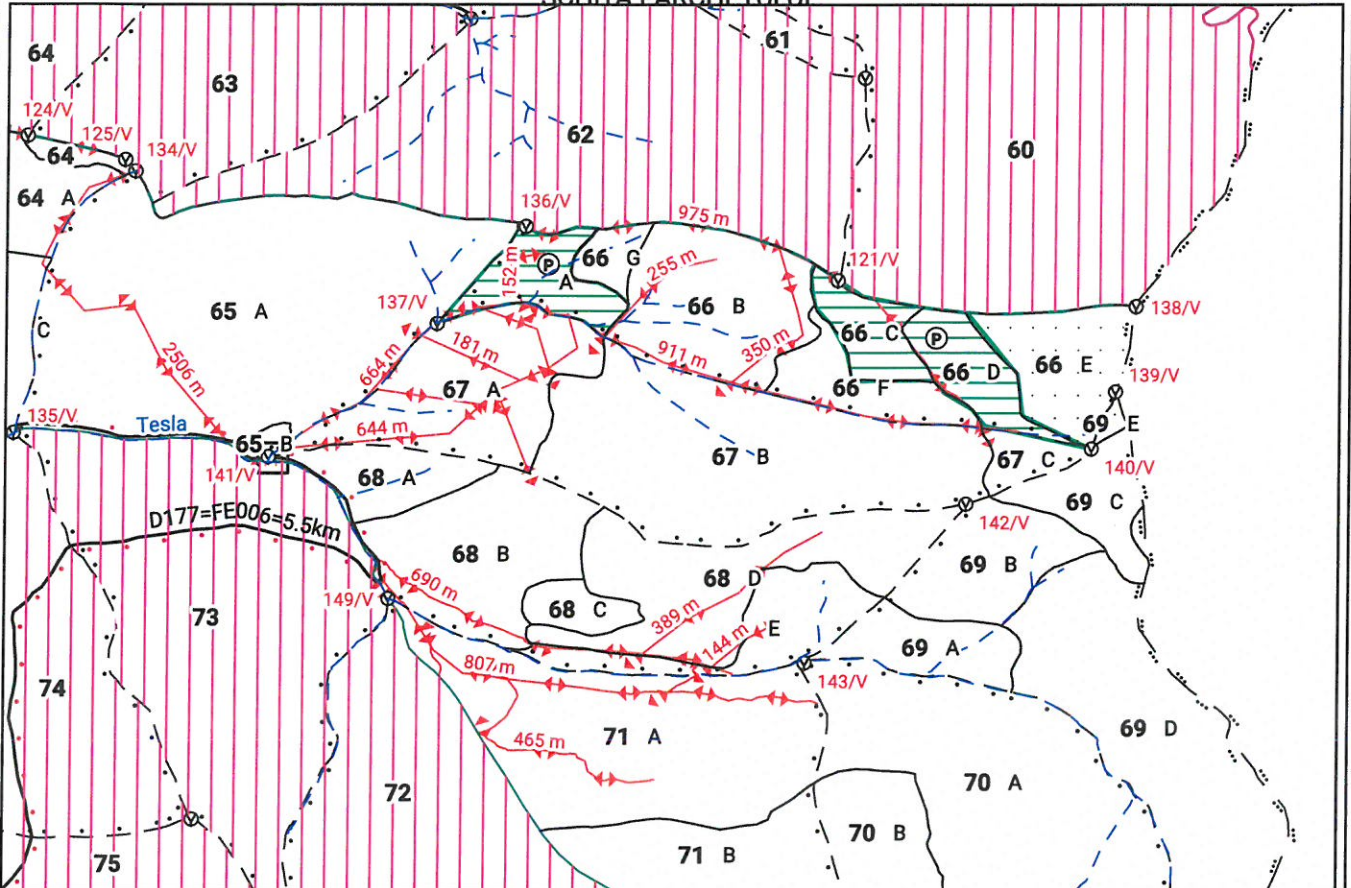 61
64
63
124/V
125/V
134/V
62
60
64
64 A
136/V
975 m
66 G
152 m
P
A
255 m
121/V
137/V
65 A
66 B
138/V
66 C
P
C
181 m
911 m
350 m
66 D
66 E
664 m
2506 m
67 A
66 F
139/V
135/V
Tesla
644 m
69 E
65 B
67 B
67 C
140/V
141/V
68 A
69 C
142/V
D177=FE006=5.5km
68 B
69 B
690 m
68 D
149/V
68 C
389 m
73
144 m
E
69 A
74
807 m
143/V
465 m
71 A
69 D
72
70 A
75
71 B
70 B